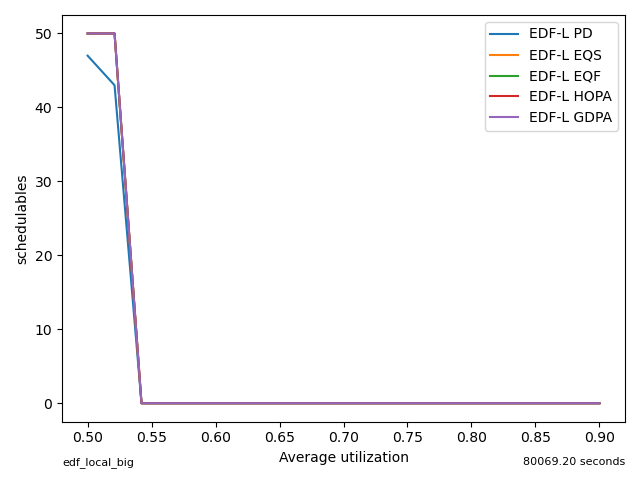 EDF-L PD
EDF-L EQS
EDF-L EQF
EDF-L HOPA
EDF-L GDPA
schedulables
50
40
30
20
10
0
0.50 0.55 0.60 0.65 0.70 0.75 0.80 0.85 0.90
Average utilization
edf_local_big
80069.20 seconds